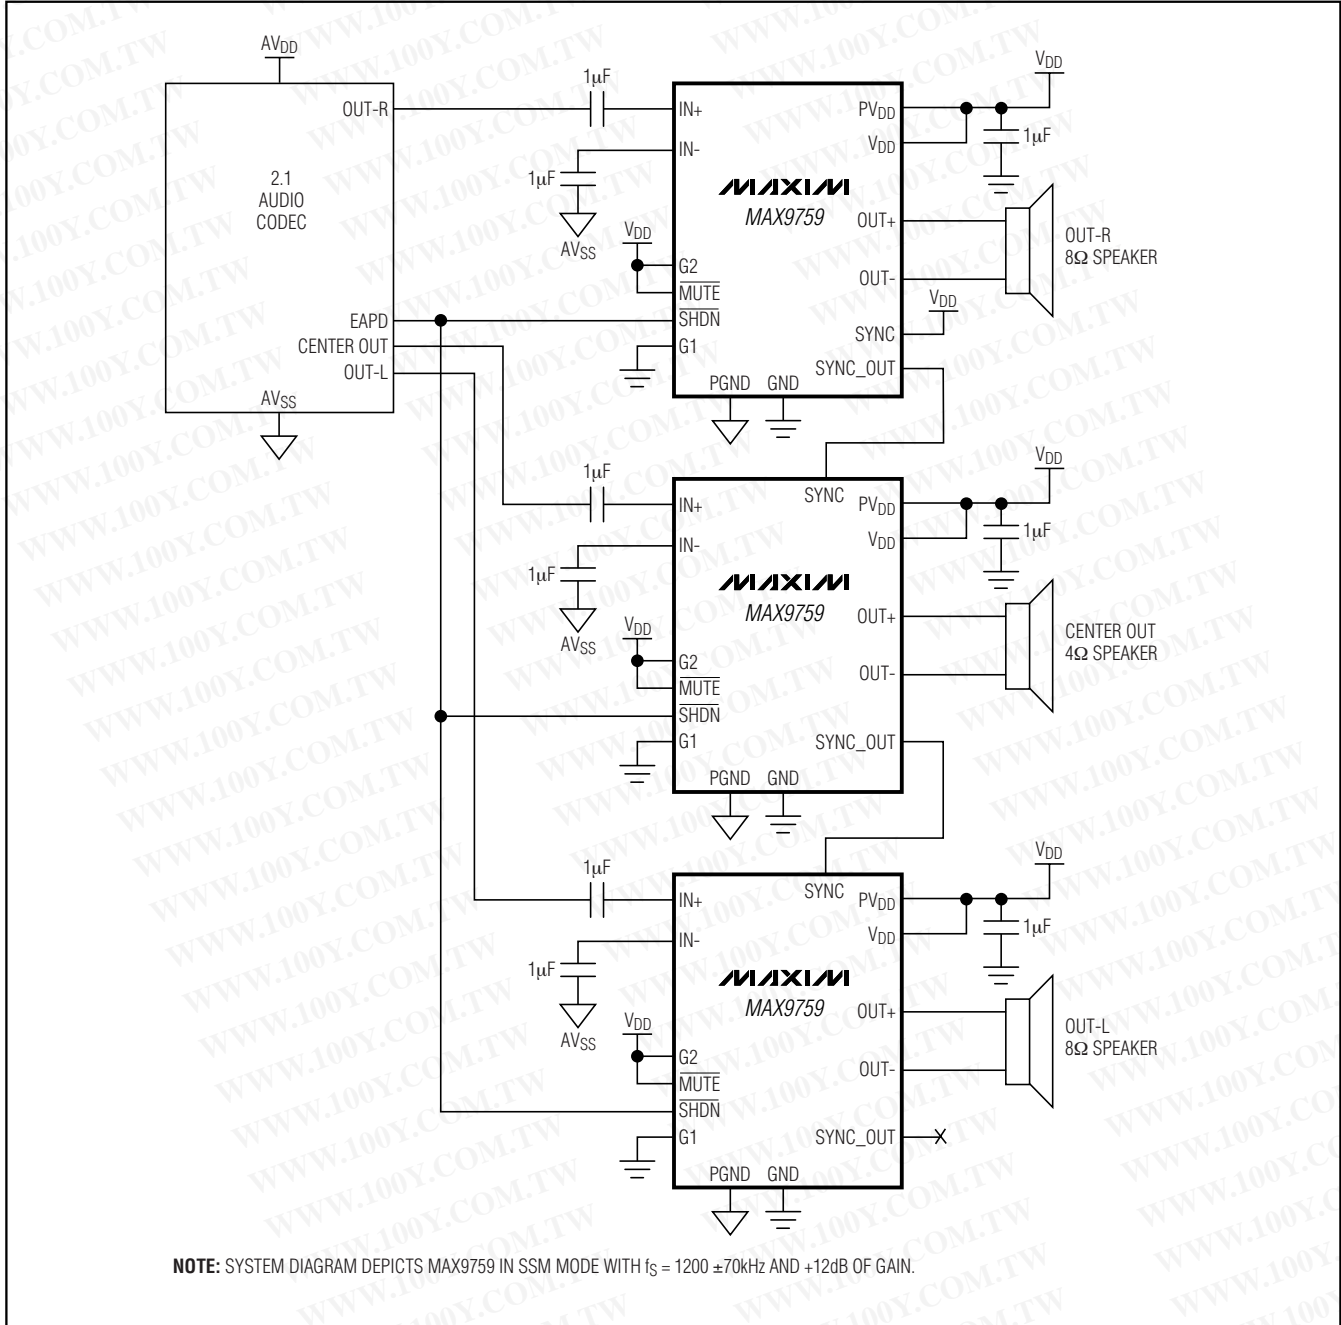 AVDD
2.1
AUDIO
CODEC
OUT-R
EAPD
CENTER OUT
OUT-L
AVSS
1μF
1μF
AVSS
VDD
IN+
IN-
G2
MUTE
SHDN
G1
MAXIM
MAX9759
PVDD
VDD
OUT+
OUT-
SYNC
SYNC_OUT
PGND GND
VDD
1μF
OUT-R
8Ω SPEAKER
VDD
1μF
1μF
AVSS
VDD
SYNC
IN+
IN-
G2
MUTE
SHDN
G1
MAXIM
MAX9759
PVDD
VDD
OUT+
OUT-
SYNC_OUT
PGND GND
VDD
1μF
CENTER OUT
4Ω SPEAKER
1μF
1μF
AVSS
VDD
SYNC
IN+
IN-
G2
MUTE
SHDN
G1
MAXIM
MAX9759
PVDD
VDD
OUT+
OUT-
SYNC_OUT
PGND GND
VDD
1μF
OUT-L
8Ω SPEAKER
NOTE: SYSTEM DIAGRAM DEPICTS MAX9759 IN SSM MODE WITH fS = 1200 ±70kHz AND +12dB OF GAIN.
WWW.100Y.COM.TW